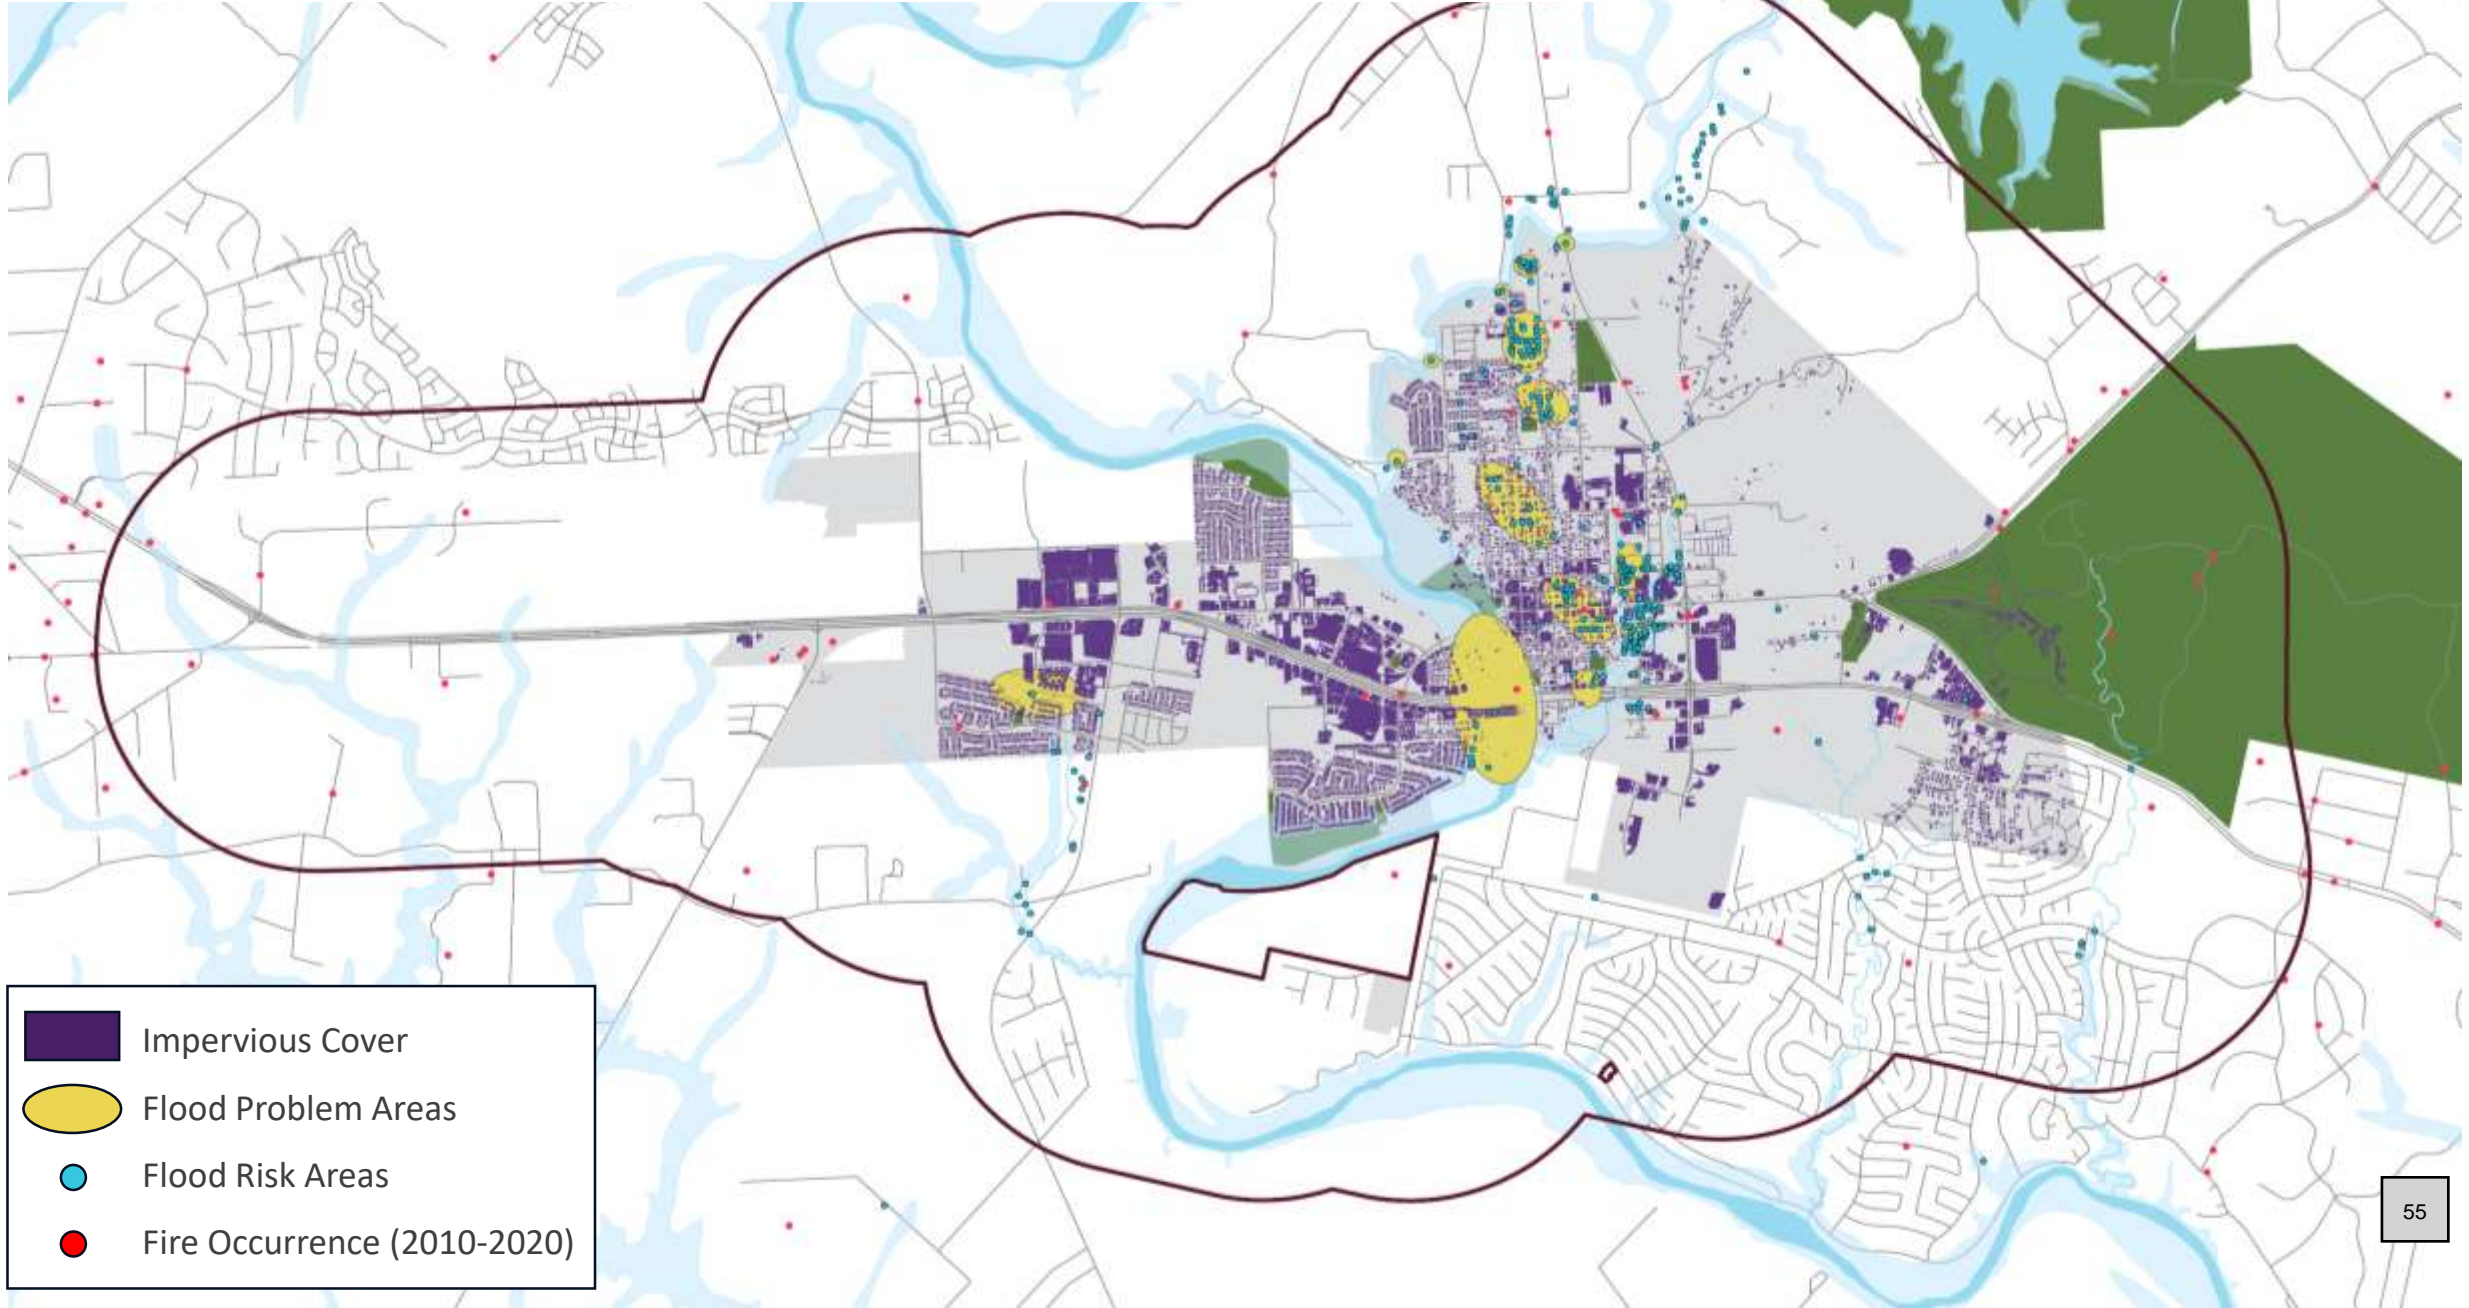 Impervious Cover
Flood Problem Areas
Flood Risk Areas
Fire Occurrence (2010-2020)
55